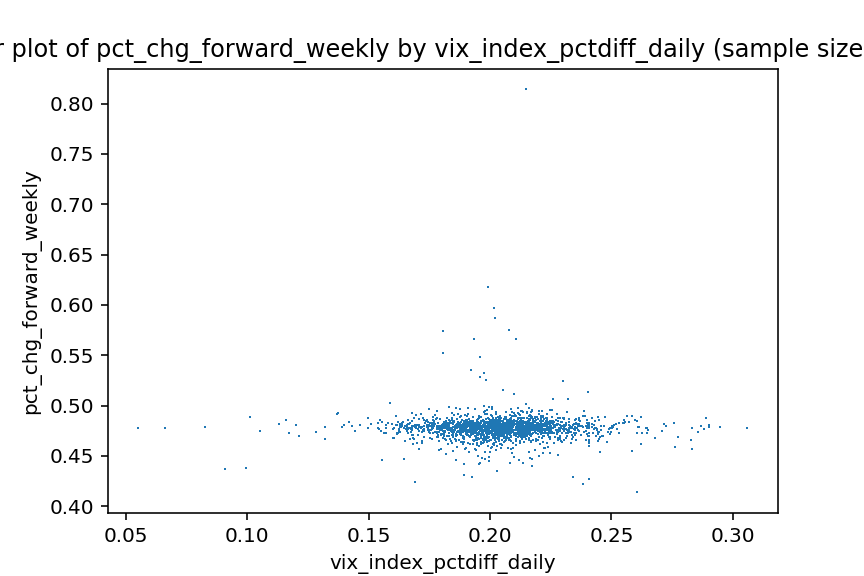 r plot of pct_chg_forward_weekly by vix_index_pctdiff_daily (sample size
0.80
0.75
0.70
0.65
0.60
0.55
0.50
0.45
0.40
pct_chg_forward_weekly
0.05 0.10 0.15 0.20 0.25 0.30
vix_index_pctdiff_daily